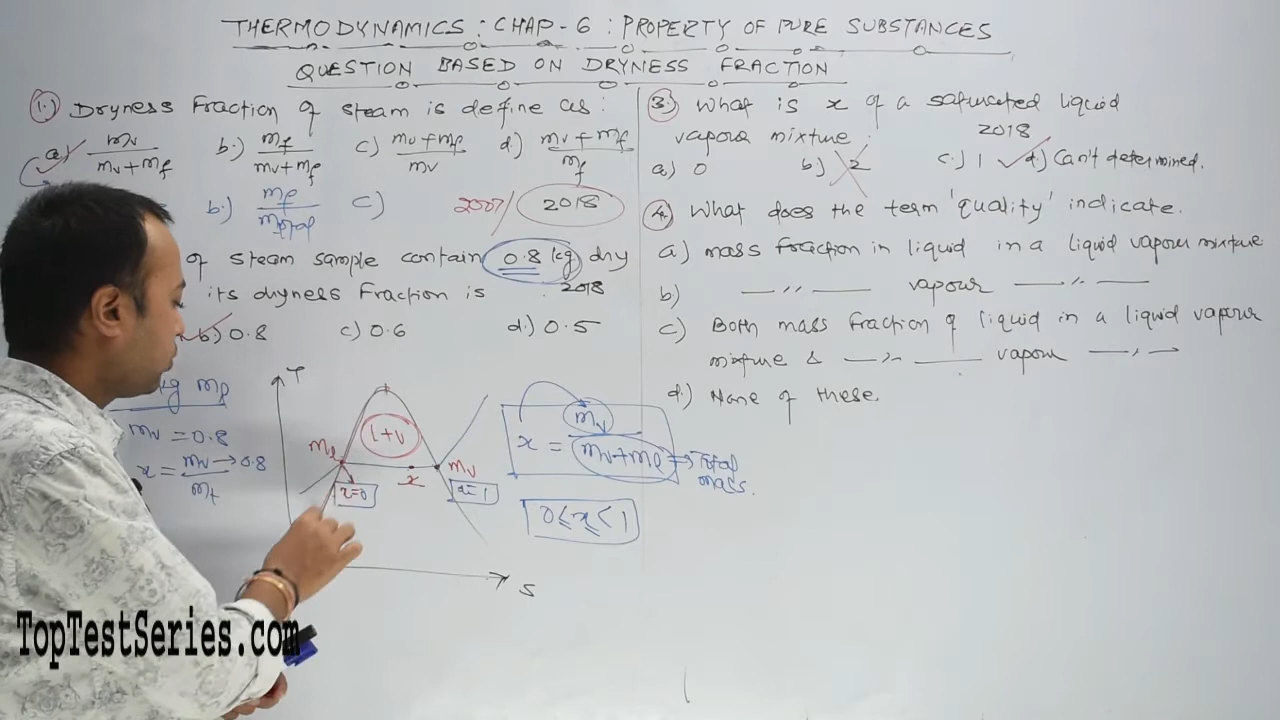 THERMODYNAMICS : CHAP-6 : PROPERTY OF PURE SUBSTANCES
QUESTION BASED ON DRYNESS FRACTION
1.) Dryness Fraction of steam is define as :
a) mv / mv + mf b.) mf / mv + mf c) mv + mf / mv d.) mv + mf / mf
b.) mf / mtotal c)
2007/ 2018
of steam sample contain 0.8 kg dry
its dryness fraction is 2018
b) 0.8 c) 0.6 d.) 0.5
kg mf
mv = 0.8
x = mv → 0.8 / mt
T
L+V
ml
mv
x
x=0
x=1
S
x = mv / mv + ml → Total mass.
0 ≤ x ≤ 1
3.) What is x of a saturated liquid
vapour mixture :
2018
a) 0 b) 2 c.) 1 d.) Can't determined.
4.) What does the term 'quality' indicate.
a) mass fraction in liquid in a liquid vapour mixture
b) —〃— vapour —〃—
c) Both mass fraction of liquid in a liquid vapour
mixture & —〃— vapour —〃—
d.) None of these.
TopTestSeries.com